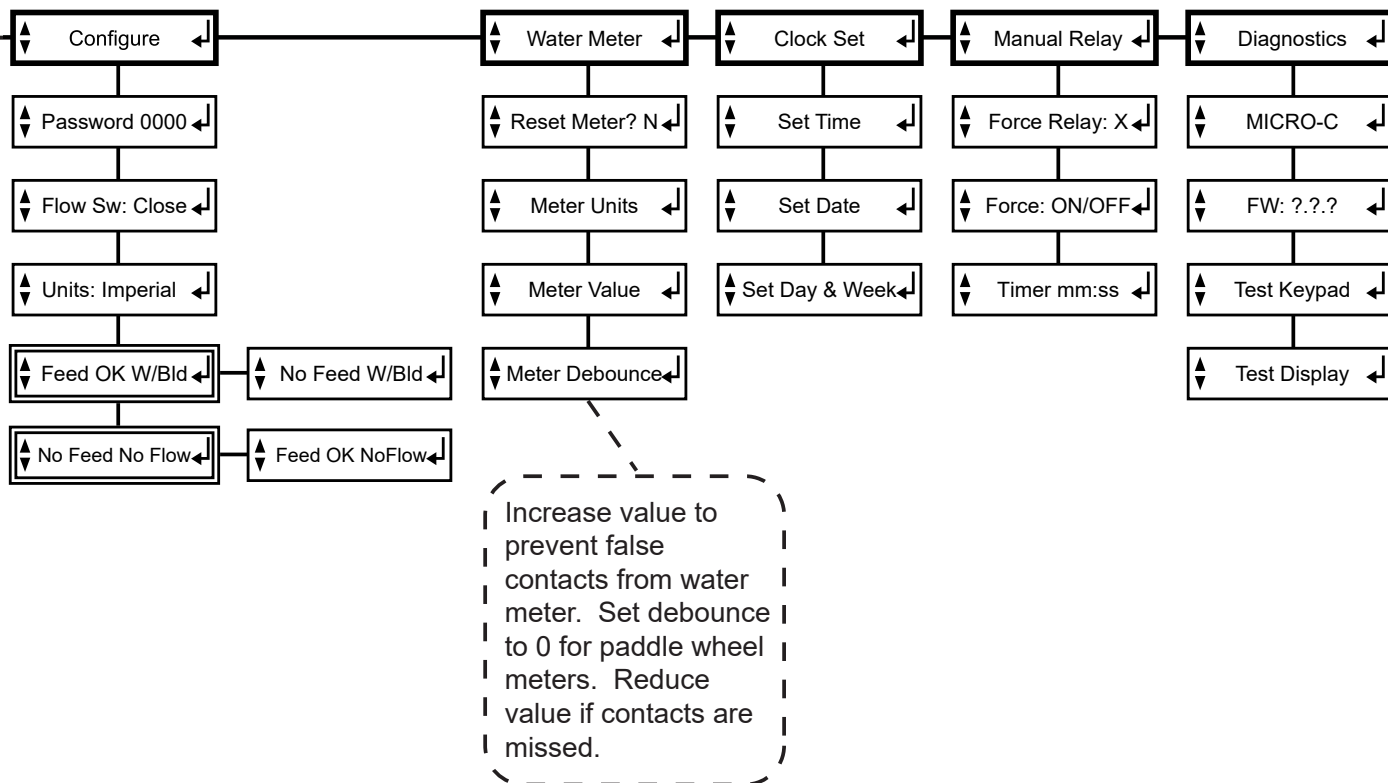 Configure
Water Meter
Clock Set
Manual Relay
Diagnostics
Password 0000
Reset Meter? N
Set Time
Force Relay: X
MICRO-C
Flow Sw: Close
Meter Units
Set Date
Force: ON/OFF
FW: ?.?.?
Units: Imperial
Meter Value
Set Day & Week
Timer mm:ss
Test Keypad
Feed OK W/Bld
No Feed W/Bld
Meter Debounce
Test Display
No Feed No Flow
Feed OK NoFlow
Increase value to
prevent false
contacts from water
meter.  Set debounce
to 0 for paddle wheel
meters.  Reduce
value if contacts are
missed.